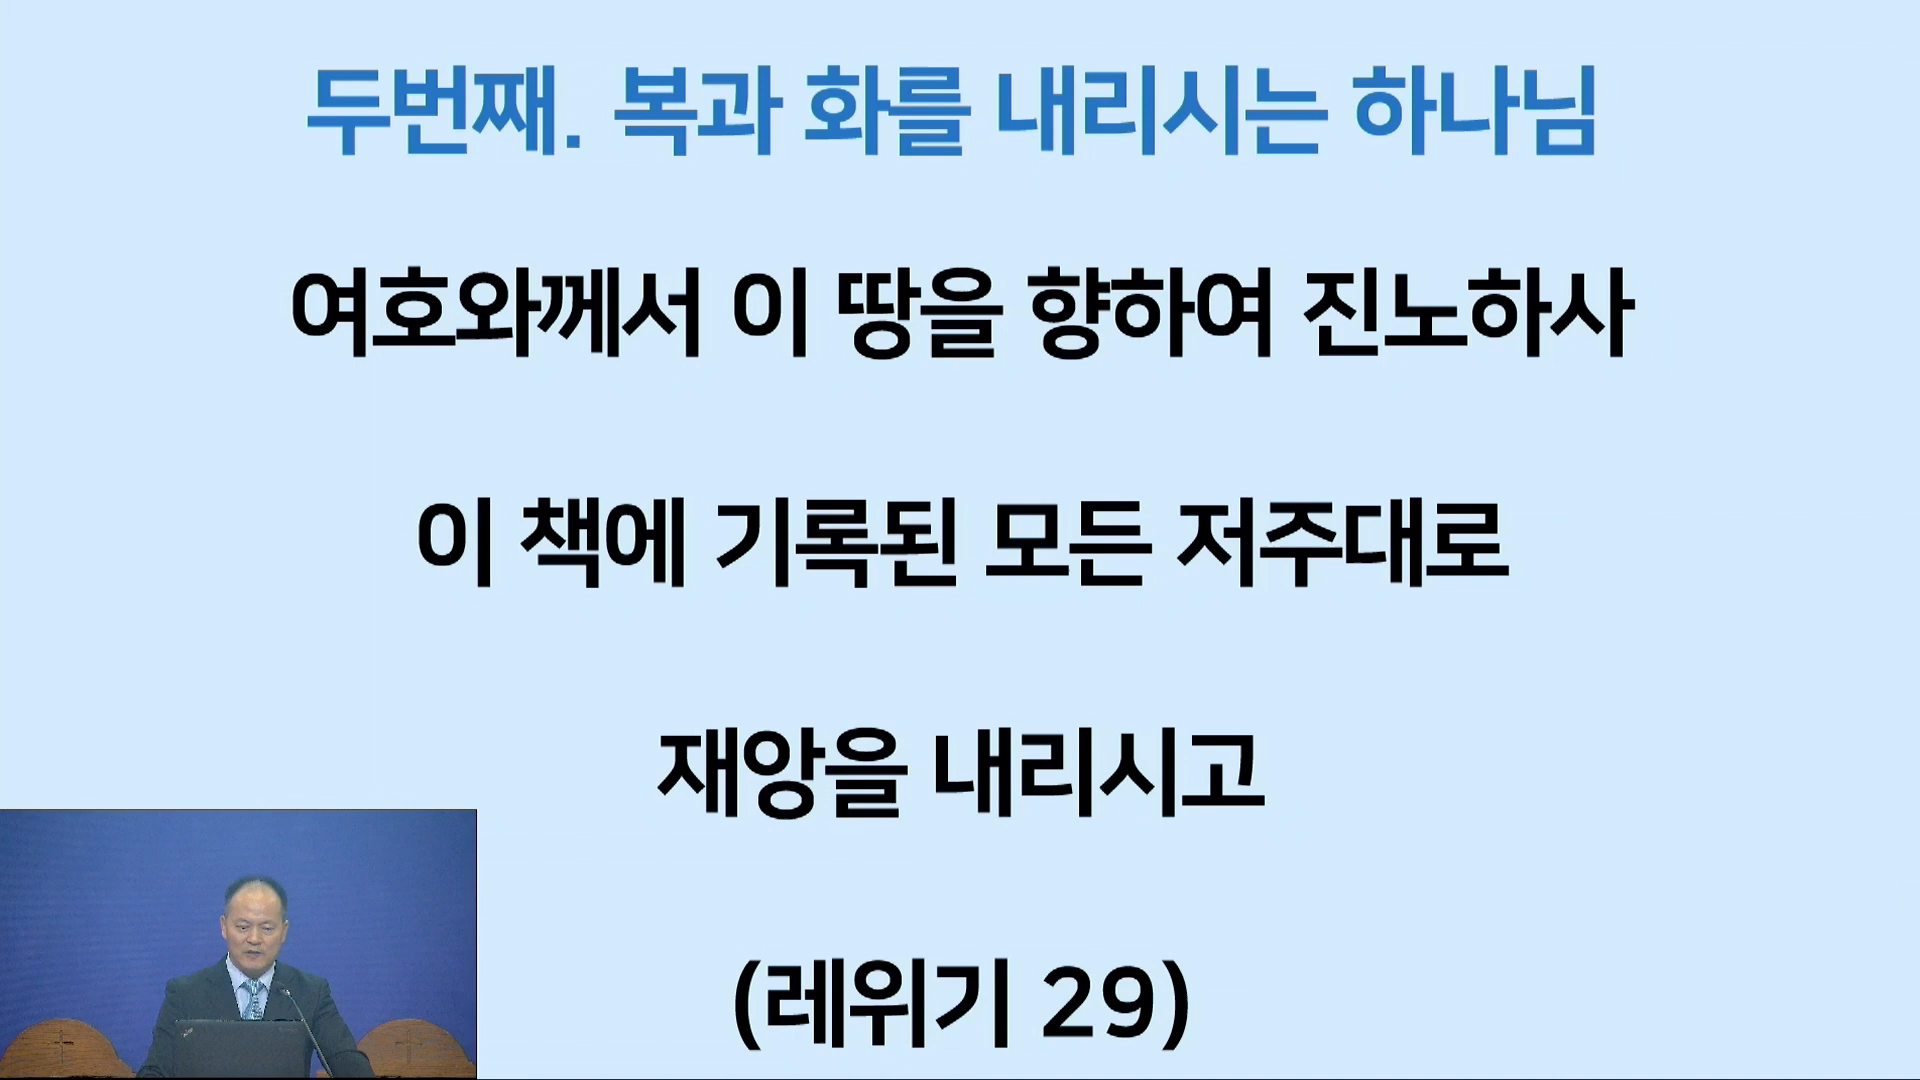 두번째. 복과 화를 내리시는 하나님
여호와께서 이 땅을 향하여 진노하사
이 책에 기록된 모든 저주대로
재앙을 내리시고
(레위기 29)